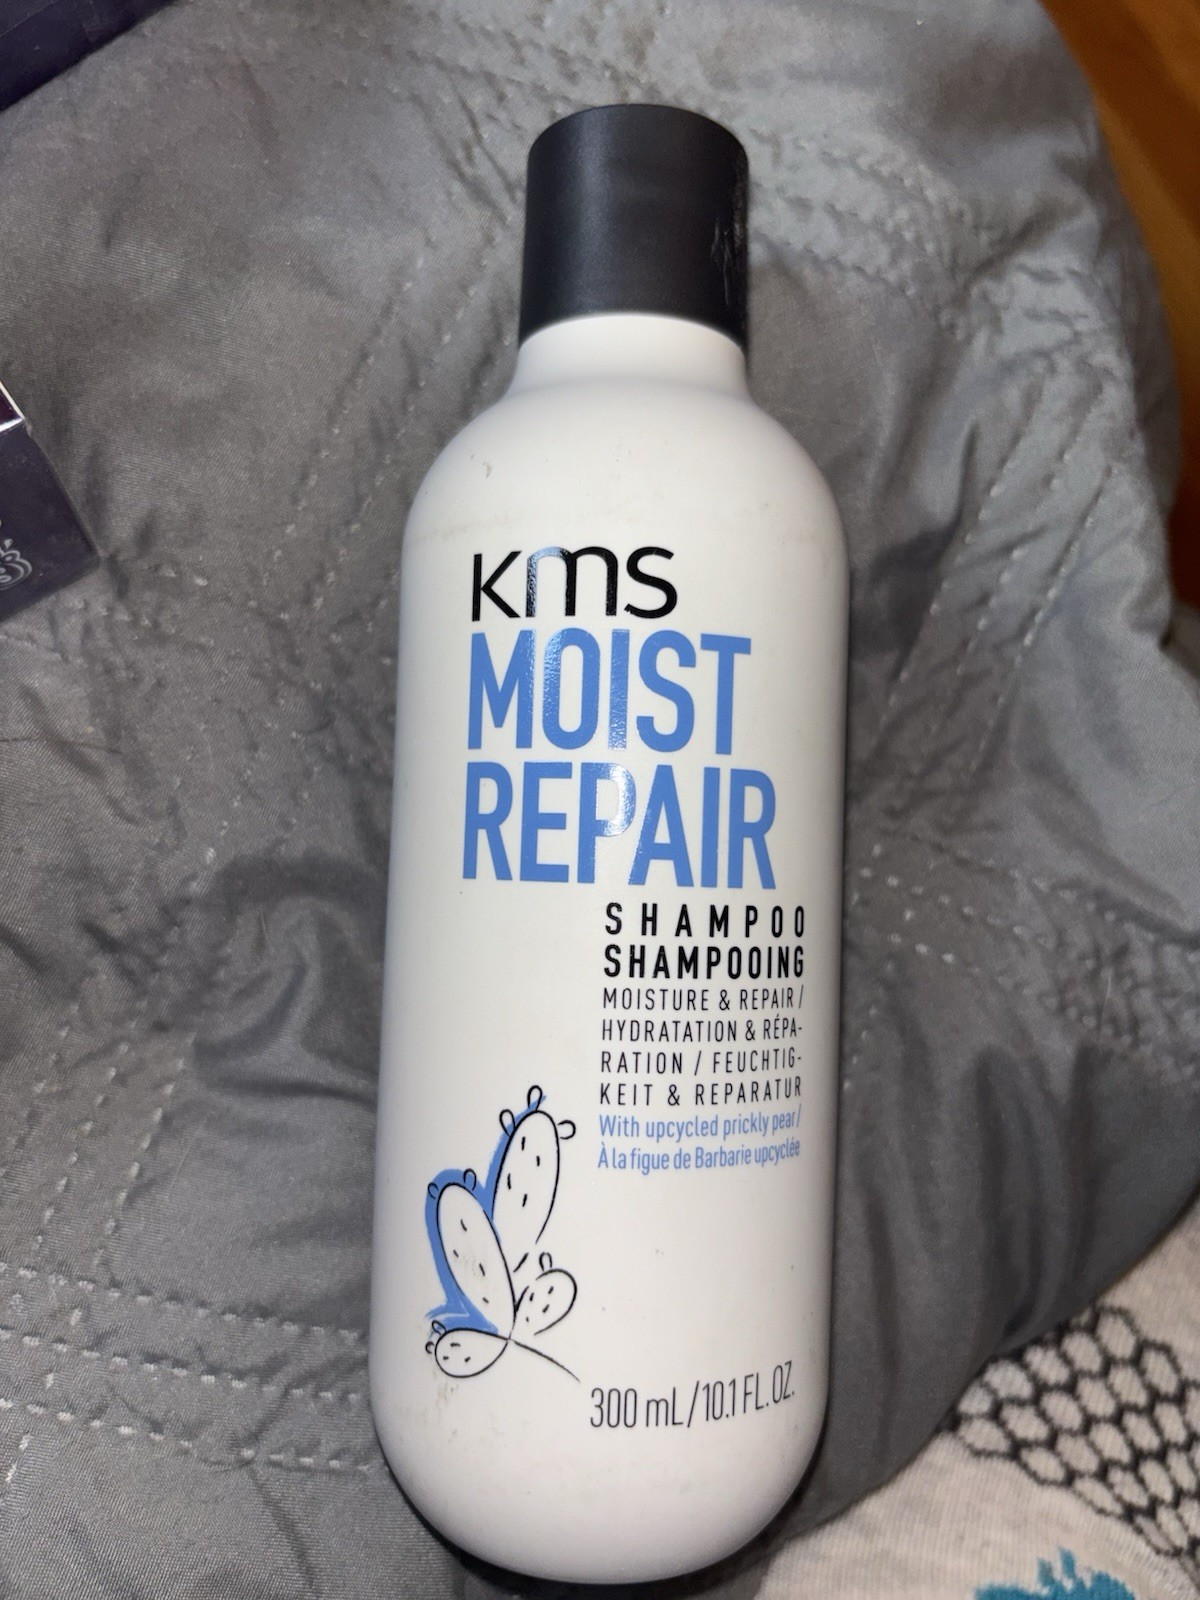 kms
MOIST
REPAIR
SHAMPOO
SHAMPOOING
MOISTURE & REPAIR /
HYDRATATION & RÉPA-
RATION / FEUCHTIG-
KEIT & REPARATUR
With upcycled prickly pear/
À la figue de Barbarie upcyclée
300 mL/10.1 FL. OZ.